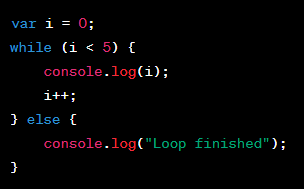 var i = 0;
while (i < 5) {
    console.log(i);
    i++;
} else {
    console.log("Loop finished");
}